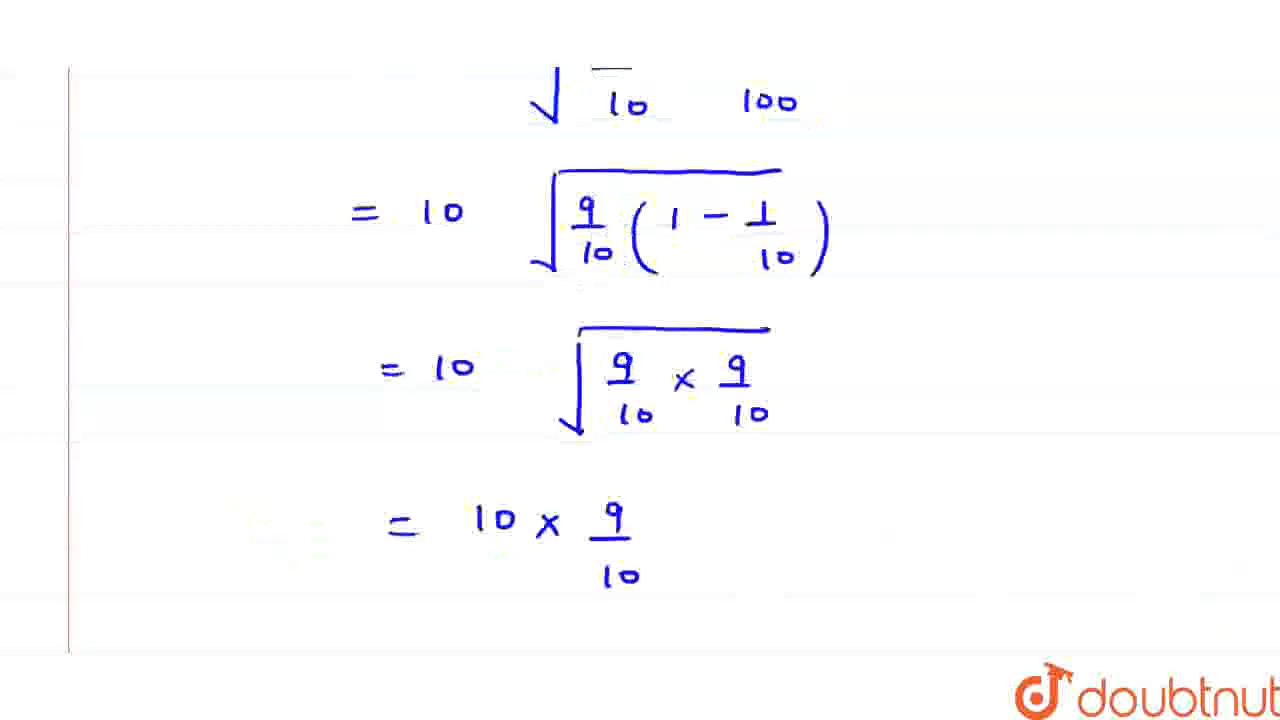 √ 10 100
= 10 √ 9/10 ( 1 - 1/10 )
= 10 √ 9/10 × 9/10
= 10 × 9/10
doubtnut